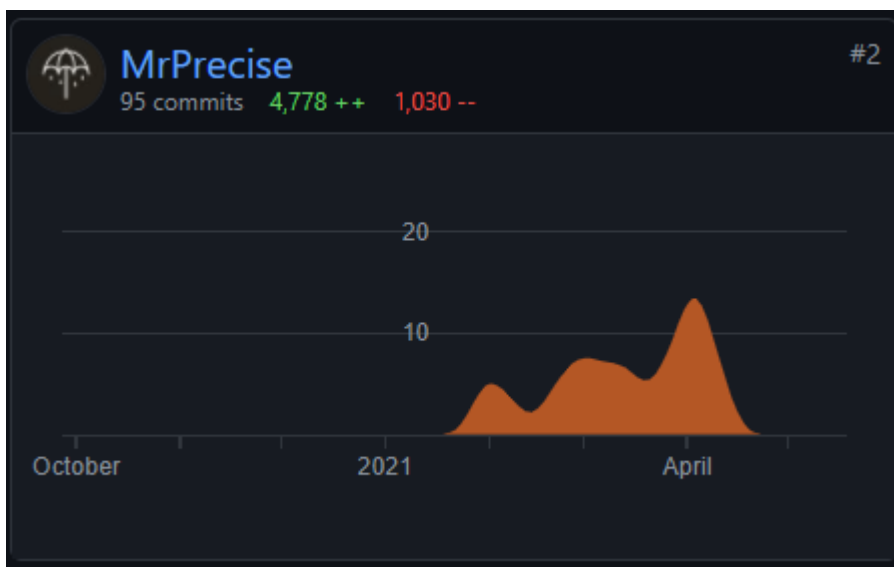 MrPrecise
#2
95 commits 4,778 ++ 1,030 --
20
10
October 2021 April